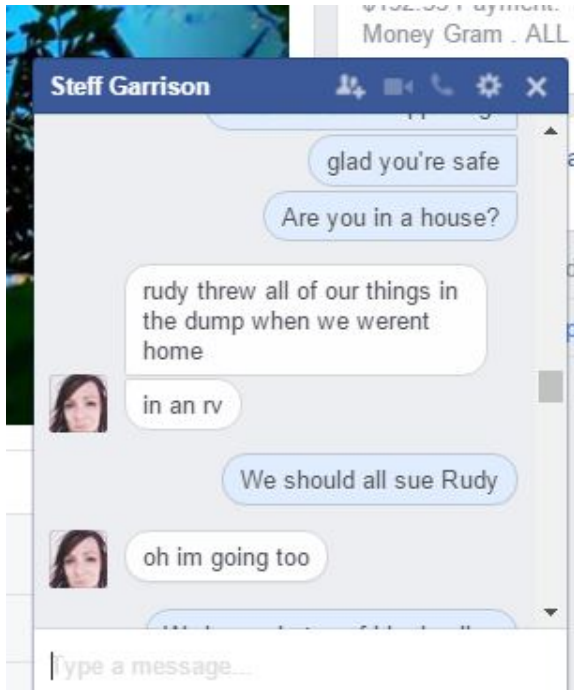 Money Gram . ALL
Steff Garrison
glad you're safe
Are you in a house?
rudy threw all of our things in
the dump when we werent
home
in an rv
We should all sue Rudy
oh im going too
Type a message...